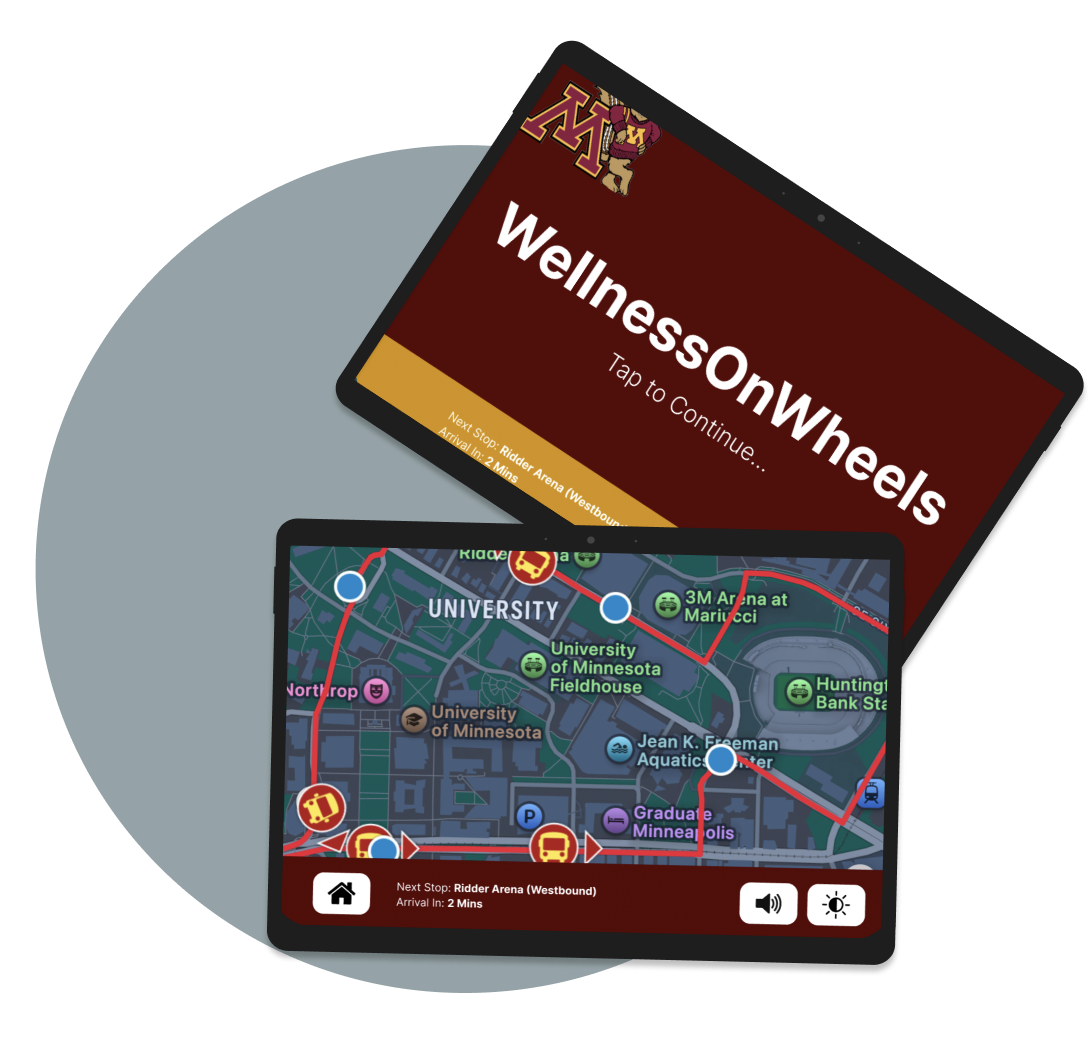 M
M
WellnessOnWheels
Tap to Continue...
Next Stop: Ridder Arena (Westbound
Arrival In: 2 Mins
Ridde a
UNIVERSITY
3M Arena at
Mariucci
University
of Minnesota
Fieldhouse
Huntingt
Bank Sta
Northrop
University
of Minnesota
Jean K. Freeman
Aquatics nter
P
Graduate
Minneapolis
Next Stop: Ridder Arena (Westbound)
Arrival In: 2 Mins